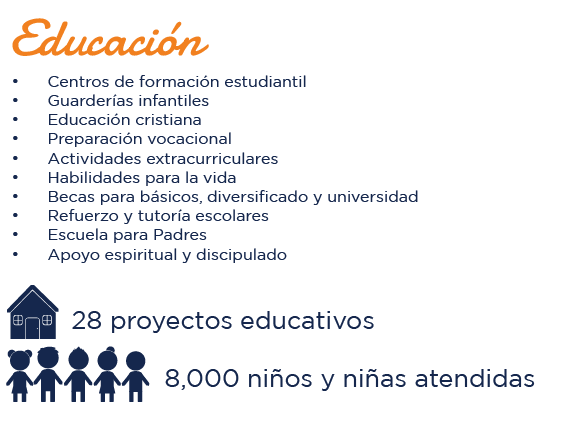 Educación
• Centros de formación estudiantil
• Guarderías infantiles
• Educación cristiana
• Preparación vocacional
• Actividades extracurriculares
• Habilidades para la vida
• Becas para básicos, diversificado y universidad
• Refuerzo y tutoría escolares
• Escuela para Padres
• Apoyo espiritual y discipulado
28 proyectos educativos
8,000 niños y niñas atendidas